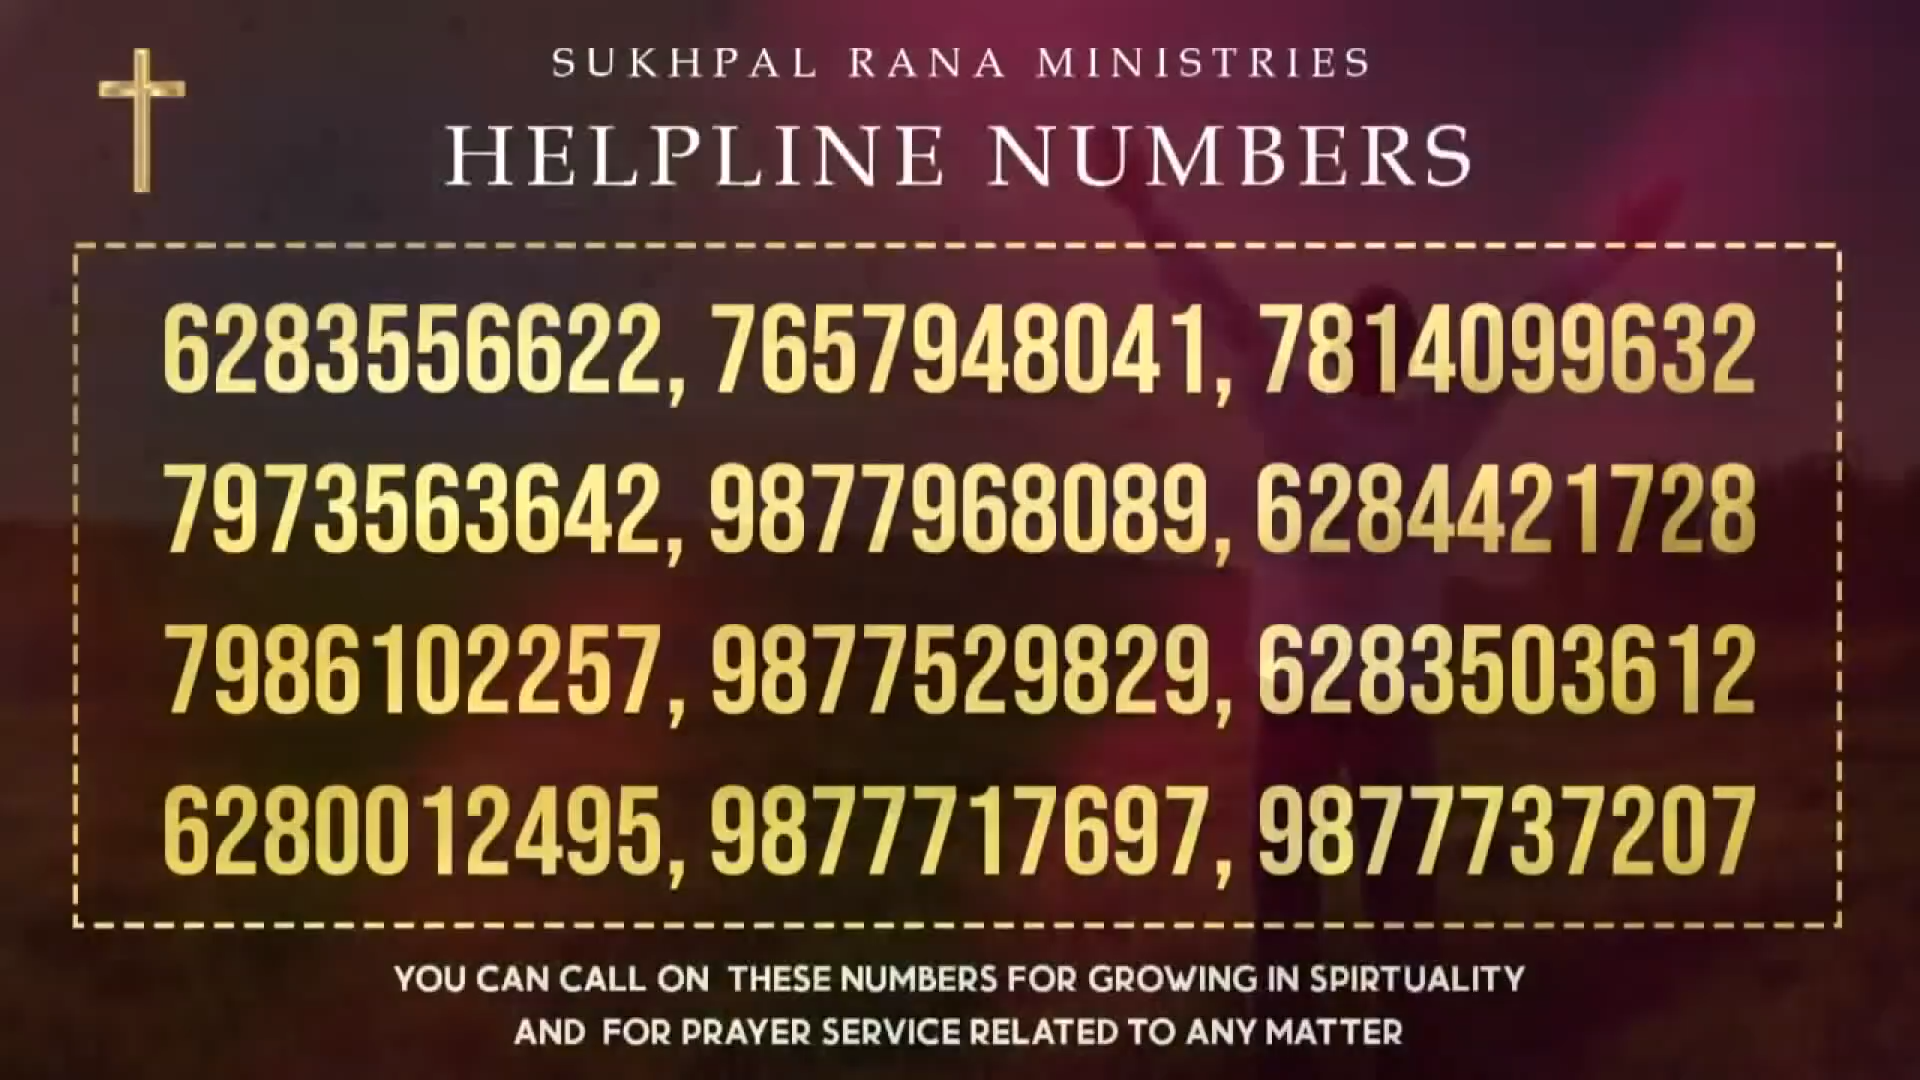 SUKHPAL RANA MINISTRIES
HELPLINE NUMBERS
6283556622, 7657948041, 7814099632
7973563642, 9877968089, 6284421728
7986102257, 9877529829, 6283503612
6280012495, 9877717697, 9877737207
YOU CAN CALL ON THESE NUMBERS FOR GROWING IN SPIRTUALITY
AND FOR PRAYER SERVICE RELATED TO ANY MATTER